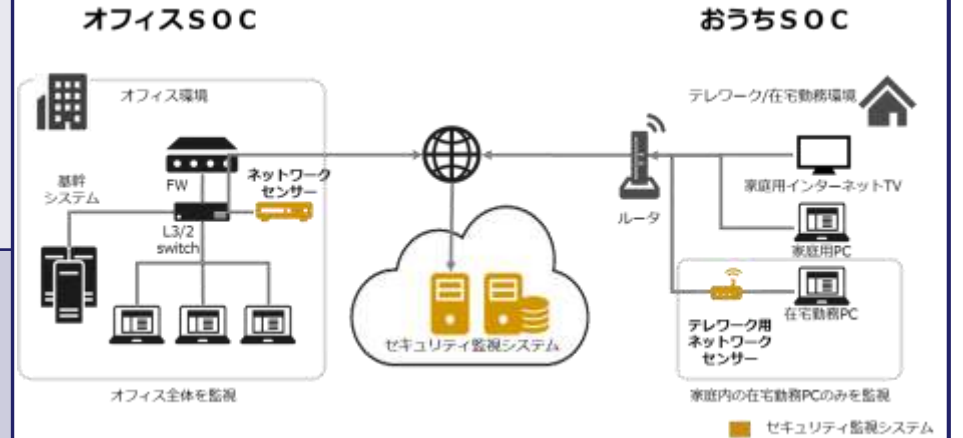 オフィスＳＯＣ
おうちＳＯＣ
オフィス環境
テレワーク/在宅勤務環境
FW
ネットワーク
センサー
基幹
システム
L3/2
switch
ルータ
家庭用インターネットTV
家庭用PC
在宅勤務PC
テレワーク用
ネットワーク
センサー
セキュリティ監視システム
オフィス全体を監視
家庭内の在宅勤務PCのみを監視
セキュリティ監視システム